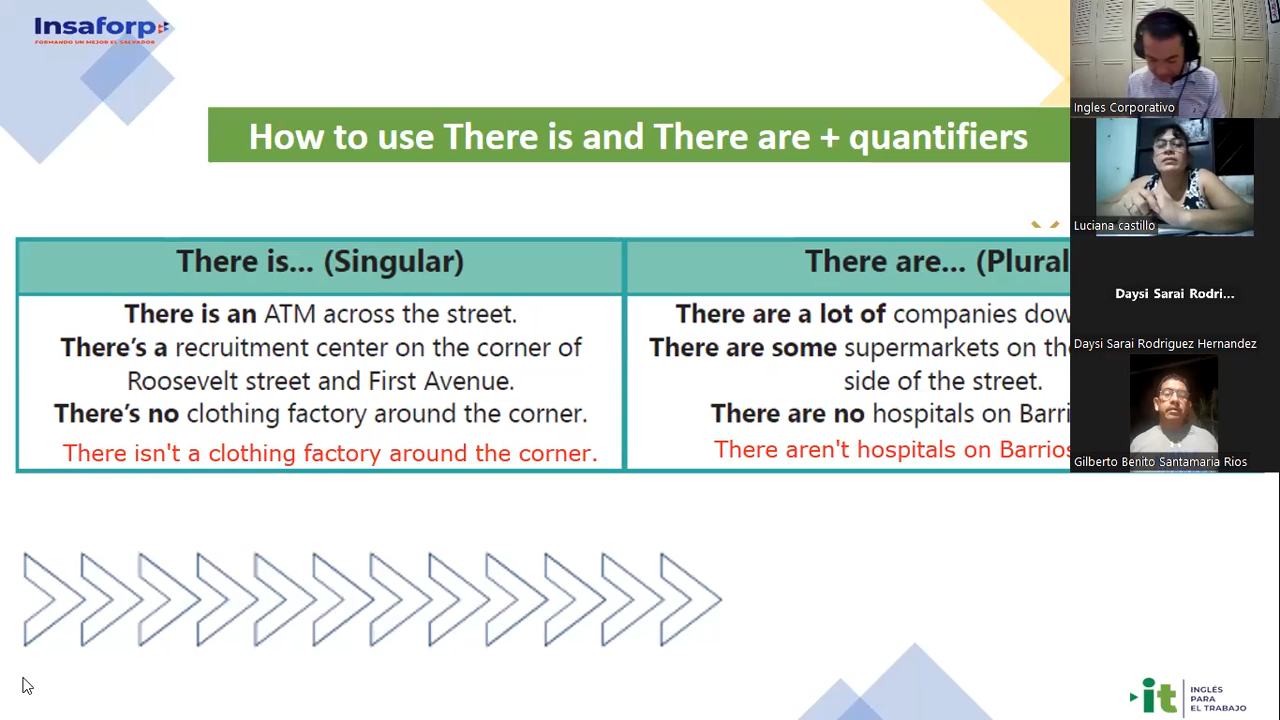 Insaforp
FORMANDO UN MEJOR EL SALVADOR
How to use There is and There are + quantifiers
There is... (Singular)
There is an ATM across the street.
There's a recruitment center on the corner of
Roosevelt street and First Avenue.
There's no clothing factory around the corner.
There isn't a clothing factory around the corner.
There are... (Plural
There are a lot of companies dow
There are some supermarkets on th
side of the street.
There are no hospitals on Barri
There aren't hospitals on Barrios
Ingles Corporativo
Luciana castillo
Daysi Sarai Rodri...
Daysi Sarai Rodriguez Hernandez
Gilberto Benito Santamaria Rios
it
INGLÉS
PARA
EL TRABAJO